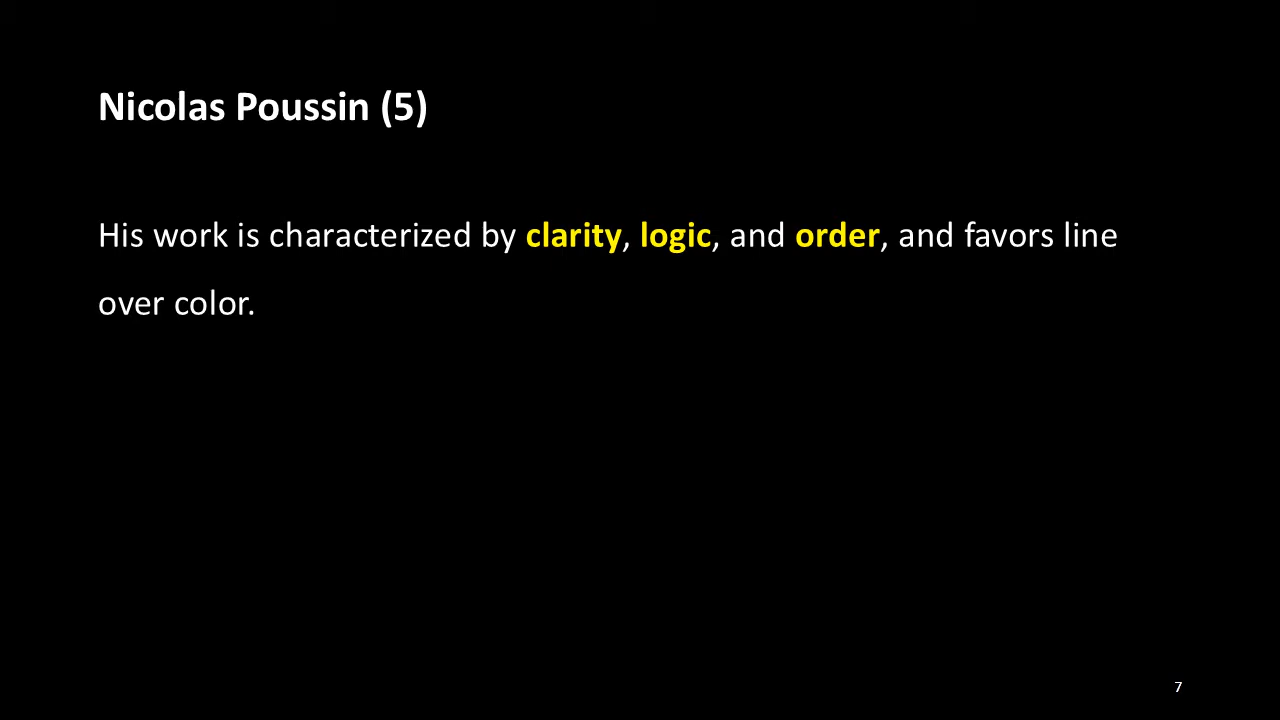 Nicolas Poussin (5)
His work is characterized by clarity, logic, and order, and favors line
over color.
7